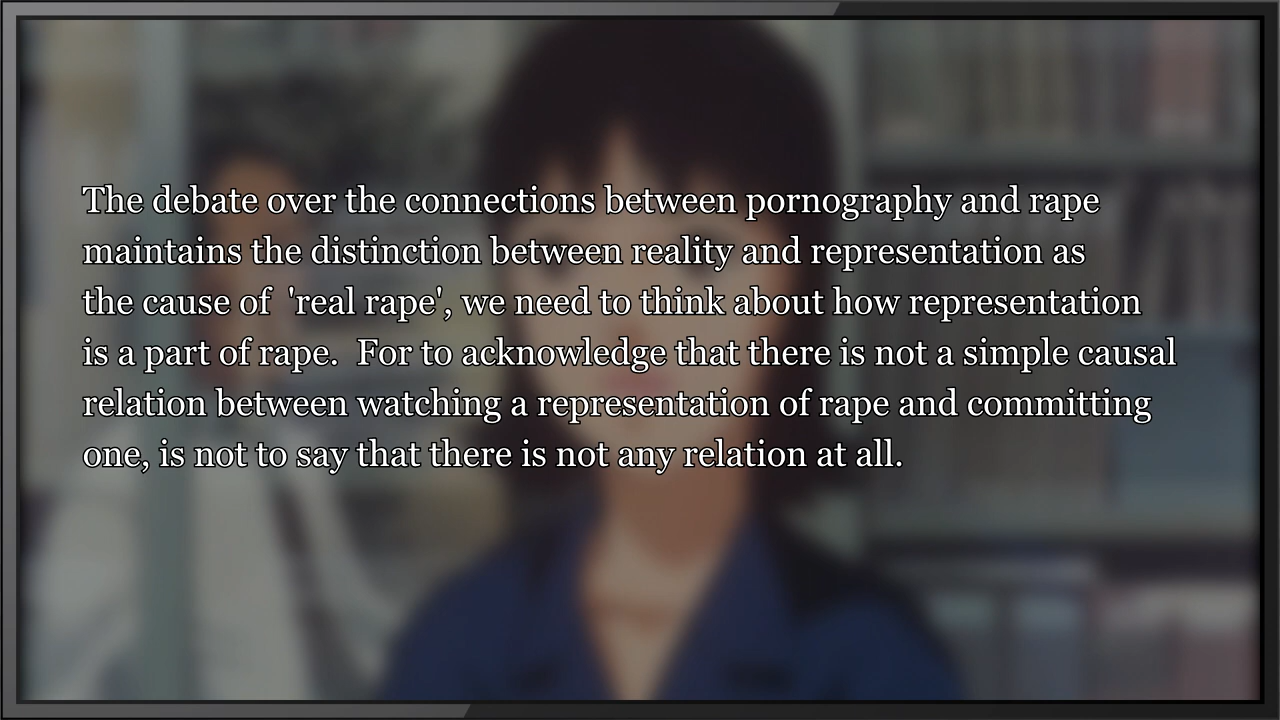 The debate over the connections between pornography and rape
maintains the distinction between reality and representation as
the cause of  'real rape', we need to think about how representation
is a part of rape.  For to acknowledge that there is not a simple causal
relation between watching a representation of rape and committing
one, is not to say that there is not any relation at all.